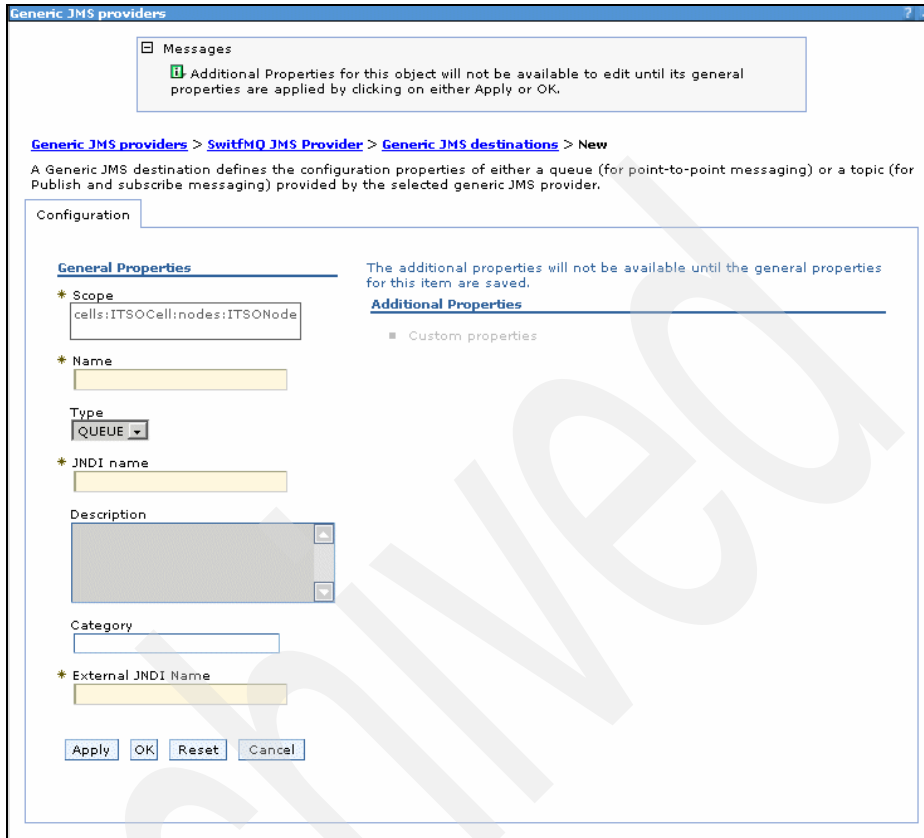 Generic JMS providers ?
Messages
Additional Properties for this object will not be available to edit until its general
properties are applied by clicking on either Apply or OK.
Generic JMS providers > SwitfMQ JMS Provider > Generic JMS destinations > New
A Generic JMS destination defines the configuration properties of either a queue (for point-to-point messaging) or a topic (for
Publish and subscribe messaging) provided by the selected generic JMS provider.
Configuration
General Properties
* Scope
cells:ITSOCell:nodes:ITSONode
* Name
Type
QUEUE
* JNDI name
Description
Category
* External JNDI Name
Apply OK Reset Cancel
The additional properties will not be available until the general properties
for this item are saved.
Additional Properties
Custom properties